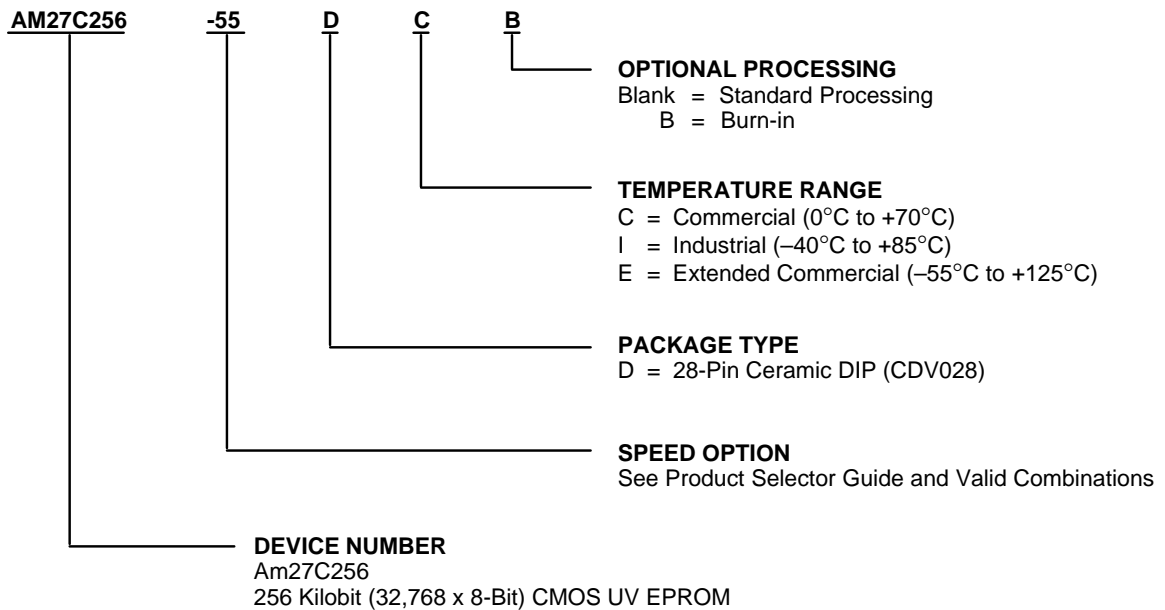 AM27C256 -55 D C B
OPTIONAL PROCESSING
Blank = Standard Processing
B = Burn-in
TEMPERATURE RANGE
C = Commercial (0°C to +70°C)
I = Industrial (–40°C to +85°C)
E = Extended Commercial (–55°C to +125°C)
PACKAGE TYPE
D = 28-Pin Ceramic DIP (CDV028)
SPEED OPTION
See Product Selector Guide and Valid Combinations
DEVICE NUMBER
Am27C256
256 Kilobit (32,768 x 8-Bit) CMOS UV EPROM